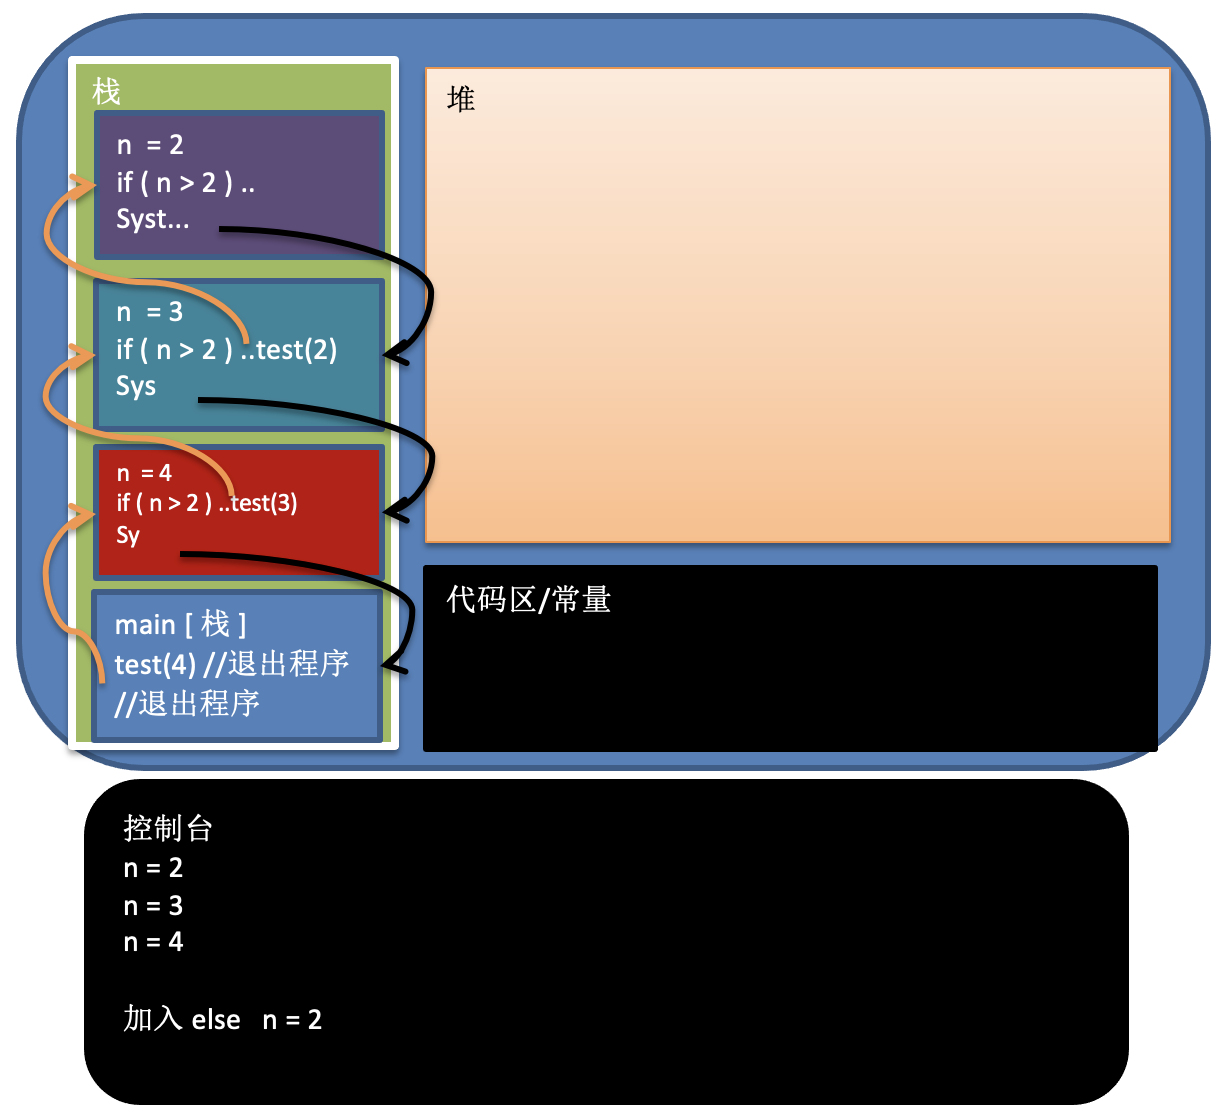 栈
n = 2
if ( n > 2 ) ..
Syst...
n = 3
if ( n > 2 ) ..test(2)
Sys
n = 4
if ( n > 2 ) ..test(3)
Sy
main [ 栈 ]
test(4) //退出程序
//退出程序
堆
代码区/常量
控制台
n = 2
n = 3
n = 4
加入 else n = 2